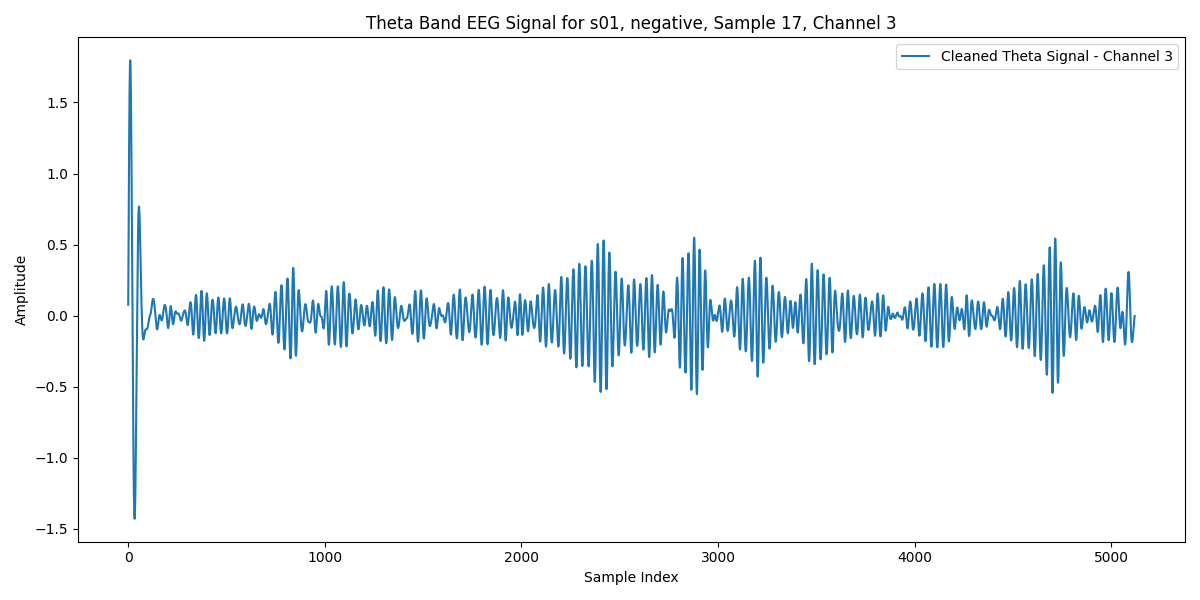 Theta Band EEG Signal for s01, negative, Sample 17, Channel 3
Cleaned Theta Signal - Channel 3
Amplitude
1.5
1.0
0.5
0.0
−0.5
−1.0
−1.5
0 1000 2000 3000 4000 5000
Sample Index